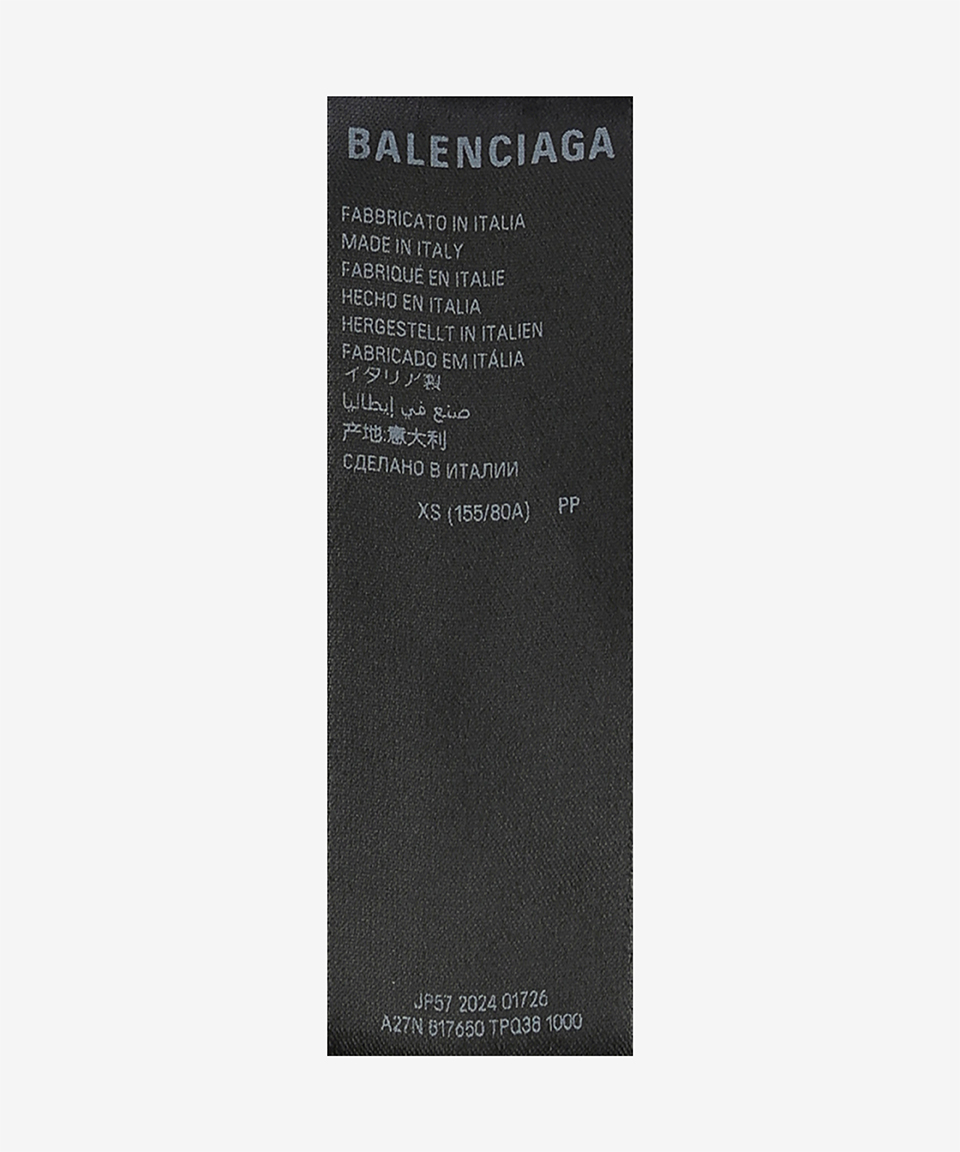 BALENCIAGA
FABBRICATO IN ITALIA
MADE IN ITALY
FABRIQUÉ EN ITALIE
HECHO EN ITALIA
HERGESTELLT IN ITALIEN
FABRICADO EM ITÁLIA
イタリア製
صنع في إيطاليا
产地:意大利
СДЕЛАНО В ИТАЛИИ
XS (155/80A) PP
JP57 2024 01726
A27N 817650 TPQ38 1000